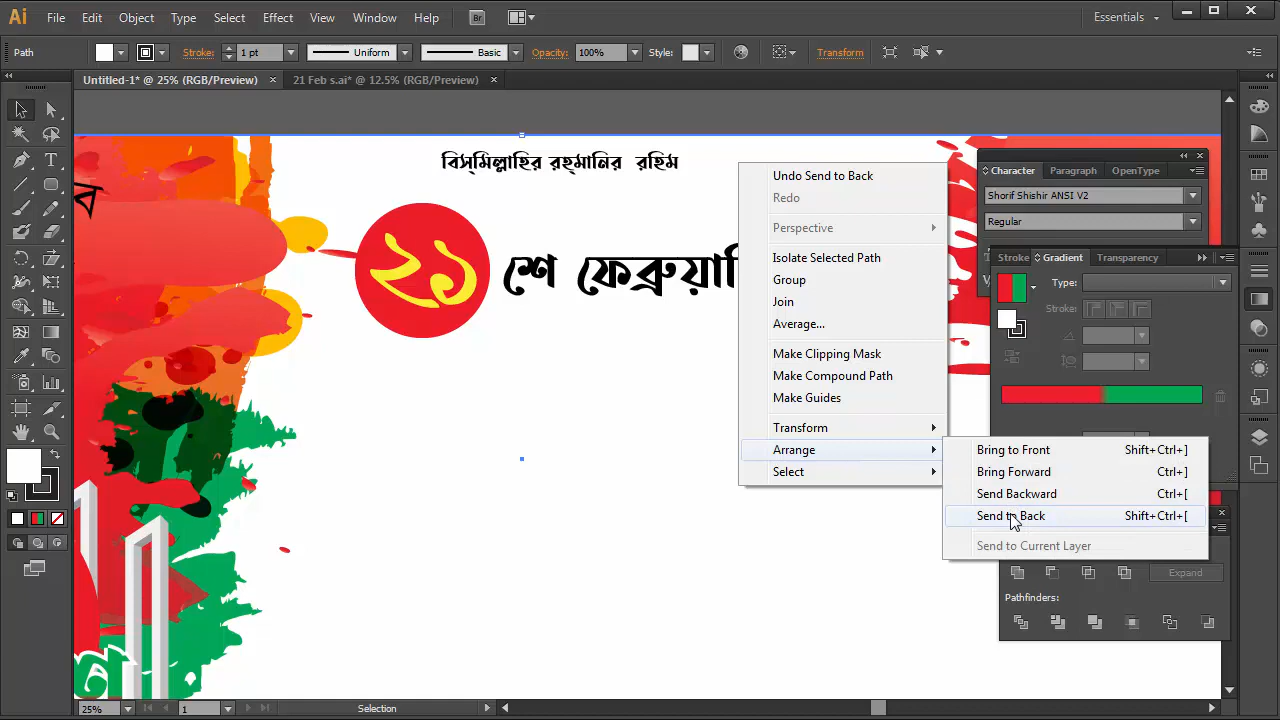 Ai File Edit Object Type Select Effect View Window Help Br Essentials
Path Stroke: 1 pt Uniform Basic Opacity: 100% Style: Transform
Untitled-1* @ 25% (RGB/Preview) × 21 Feb s.ai* @ 12.5% (RGB/Preview) ×
বিস্‌মিল্লাহির রহ্‌মানির রহিম
২১ শে ফেব্রুয়ারি
Undo Send to Back
Redo
Perspective
Isolate Selected Path
Group
Join
Average...
Make Clipping Mask
Make Compound Path
Make Guides
Transform
Arrange
Select
Bring to Front Shift+Ctrl+]
Bring Forward Ctrl+]
Send Backward Ctrl+[
Send to Back Shift+Ctrl+[
Send to Current Layer
Character Paragraph OpenType
Shorif Shishir ANSI V2
Regular
Stroke Gradient Transparency
Type:
Stroke:
Expand
Pathfinders:
25% 1 Selection